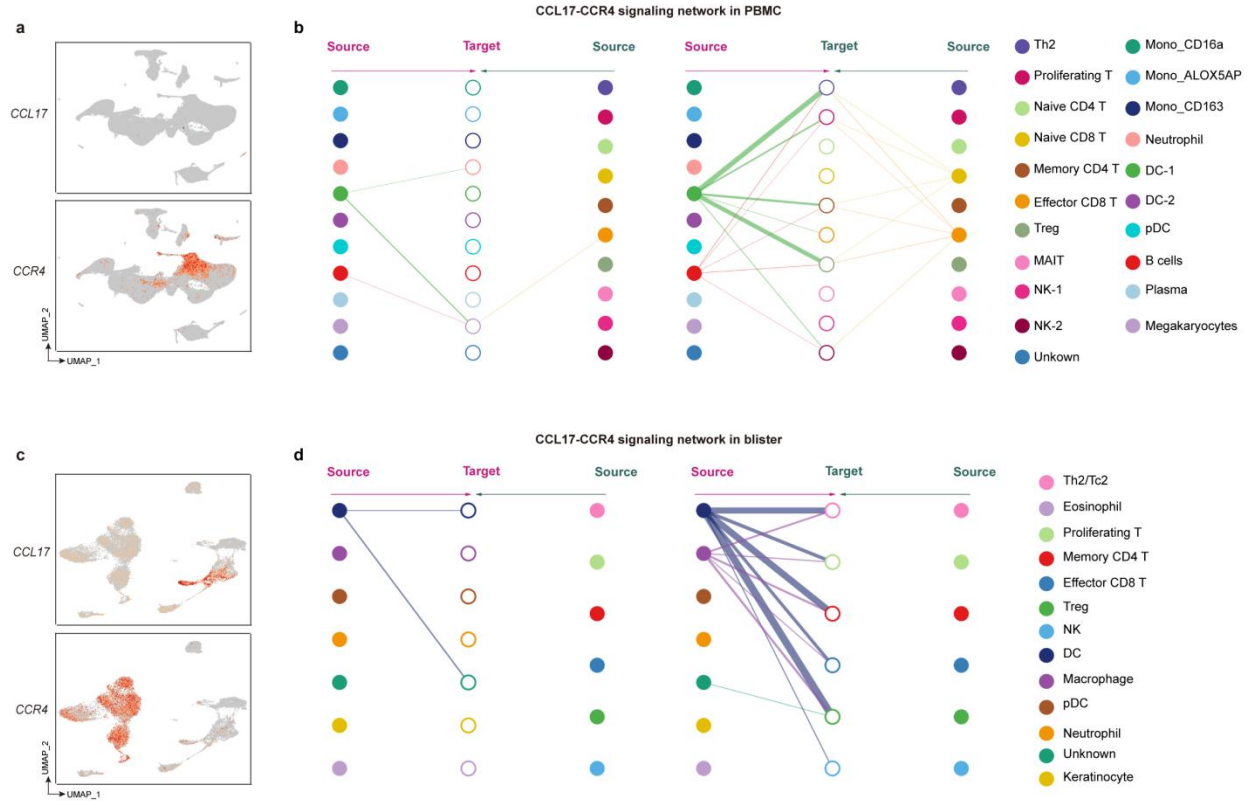 CCL17-CCR4 signaling network in PBMC
a
b
CCL17
CCR4
UMAP_2
UMAP_1
Source
Target
Source
Source
Target
Source
Th2
Mono_CD16a
Proliferating T
Mono_ALOX5AP
Naive CD4 T
Mono_CD163
Naive CD8 T
Neutrophil
Memory CD4 T
DC-1
Effector CD8 T
DC-2
Treg
pDC
MAIT
B cells
NK-1
Plasma
NK-2
Megakaryocytes
Unkown
CCL17-CCR4 signaling network in blister
c
d
CCL17
CCR4
UMAP_2
UMAP_1
Source
Target
Source
Source
Target
Source
Th2/Tc2
Eosinophil
Proliferating T
Memory CD4 T
Effector CD8 T
Treg
NK
DC
Macrophage
pDC
Neutrophil
Unknown
Keratinocyte